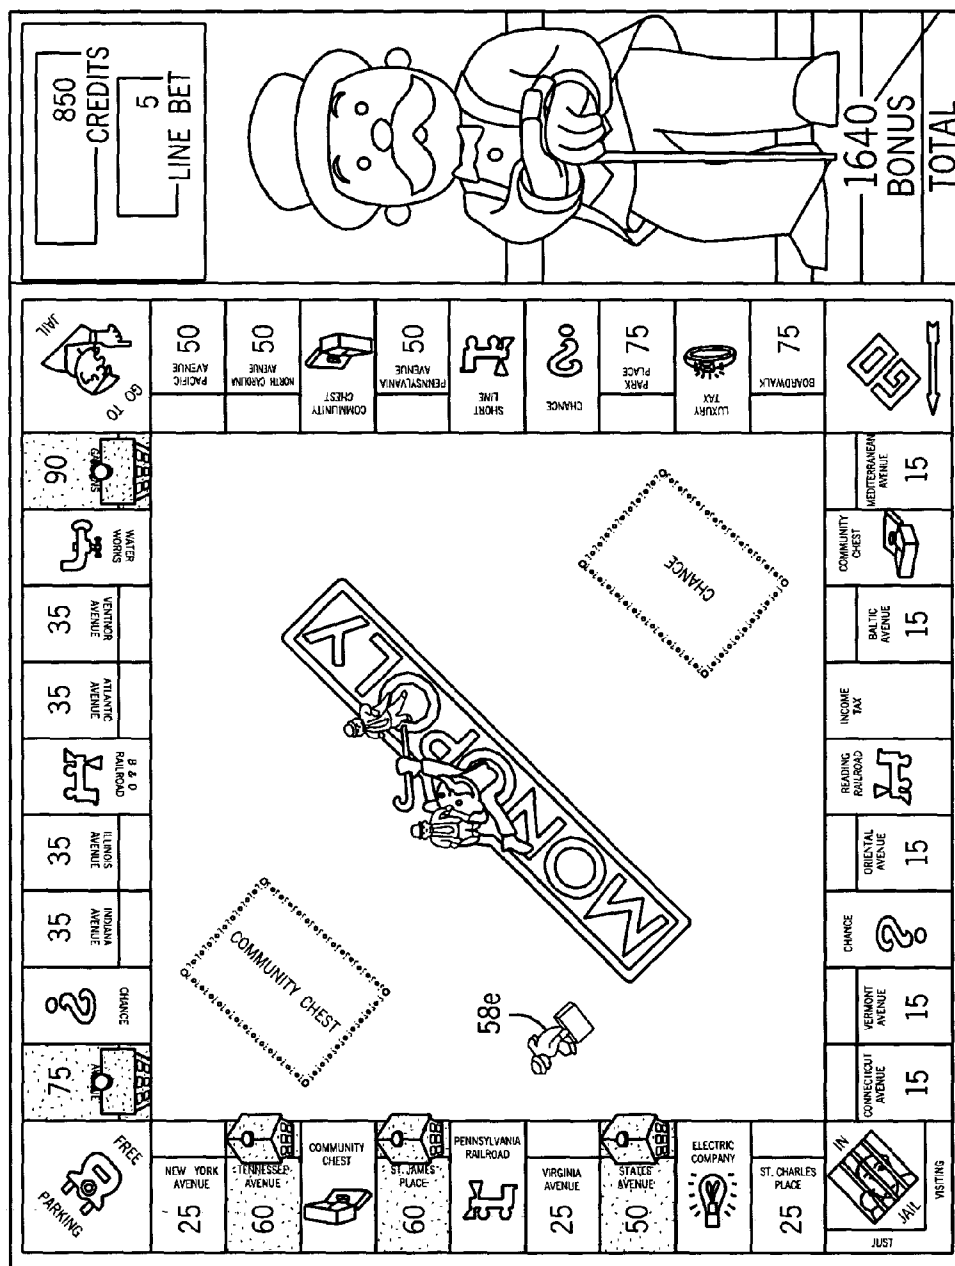 850
CREDITS
5
LINE BET
1640
BONUS
TOTAL
GO TO
JAIL
50
PACIFIC
AVENUE
50
NORTH CAROLINA
AVENUE
COMMUNITY
CHEST
50
PENNSYLVANIA
AVENUE
SHORT
LINE
CHANCE
75
PARK
PLACE
LUXURY
TAX
75
BOARDWALK
GO
90
WATER
WORKS
35
VENTNOR
AVENUE
35
ATLANTIC
AVENUE
B & O
RAILROAD
35
ILLINOIS
AVENUE
35
INDIANA
AVENUE
CHANCE
75
FREE
PARKING
MONOPOLY
CHANCE
COMMUNITY CHEST
58e
MEDITERRANEAN
AVENUE
15
COMMUNITY
CHEST
BALTIC
AVENUE
15
INCOME
TAX
READING
RAILROAD
ORIENTAL
AVENUE
15
CHANCE
VERMONT
AVENUE
15
CONNECTICUT
AVENUE
15
NEW YORK
AVENUE
25
TENNESSEE
AVENUE
60
COMMUNITY
CHEST
ST. JAMES
PLACE
60
PENNSYLVANIA
RAILROAD
VIRGINIA
AVENUE
25
STATES
AVENUE
50
ELECTRIC
COMPANY
ST. CHARLES
PLACE
25
IN
JAIL
JUST
VISITING